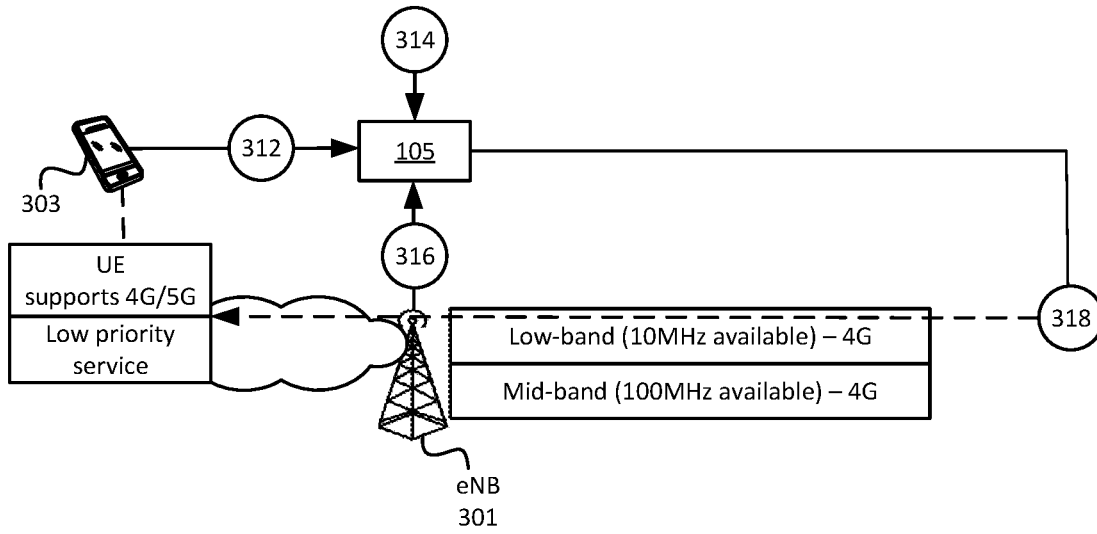 314
312
105
303
316
UE
supports 4G/5G
Low priority
service
318
Low-band (10MHz available) – 4G
Mid-band (100MHz available) – 4G
eNB
301